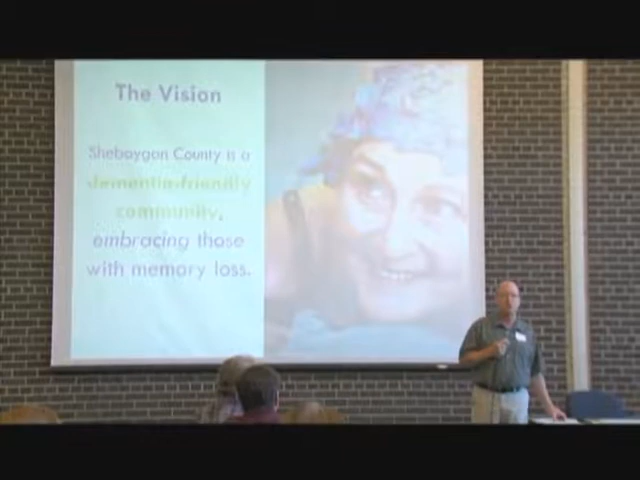 The Vision
Sheboygan County is a
dementia-friendly
community,
embracing those
with memory loss.